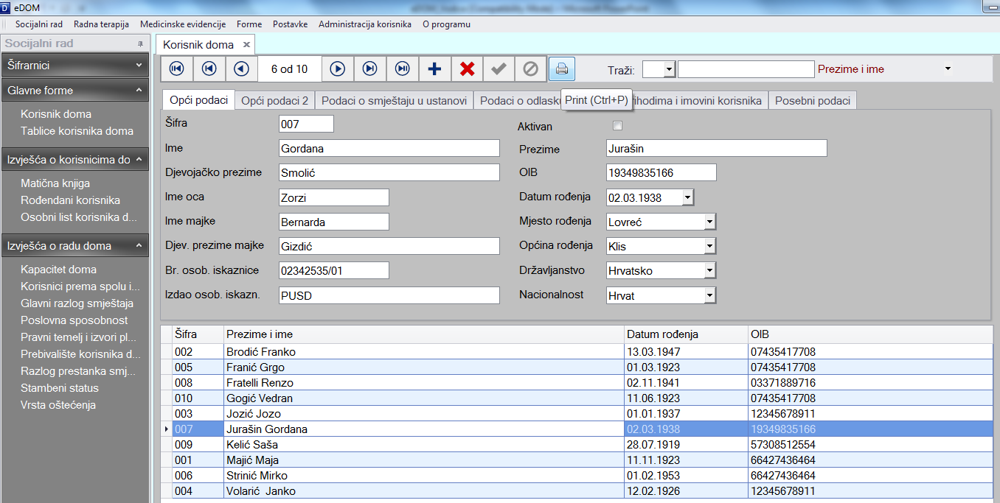 D eDOM
Socijalni rad Radna terapija Medicinske evidencije Forme Postavke Administracija korisnika O programu
Socijalni rad
Šifrarnici
Glavne forme
Korisnik doma
Tablice korisnika doma
Izvješća o korisnicima do
Matična knjiga
Rođendani korisnika
Osobni list korisnika d...
Izvješća o radu doma
Kapacitet doma
Korisnici prema spolu i...
Glavni razlog smještaja
Poslovna sposobnost
Pravni temelj i izvori pl...
Prebivalište korisnika d...
Razlog prestanka smj...
Stambeni status
Vrsta oštećenja
Korisnik doma
6 od 10 Traži: Prezime i ime
Opći podaci Opći podaci 2 Podaci o smještaju u ustanovi Podaci o odlasku Print (Ctrl+P) ihodima i imovini korisnika Posebni podaci
Šifra 007 Aktivan
Ime Gordana Prezime Jurašin
Djevojačko prezime Smolić OIB 19349835166
Ime oca Zorzi Datum rođenja 02.03.1938
Ime majke Bernarda Mjesto rođenja Lovreć
Djev. prezime majke Gizdić Općina rođenja Klis
Br. osob. iskaznice 02342535/01 Državljanstvo Hrvatsko
Izdao osob. iskazn. PUSD Nacionalnost Hrvat
Šifra Prezime i ime Datum rođenja OIB
002 Brodić Franko 13.03.1947 07435417708
005 Franić Grgo 01.03.1923 07435417708
008 Fratelli Renzo 02.11.1941 03371889716
010 Gogić Vedran 11.06.1923 07435417708
003 Jozić Jozo 01.01.1937 12345678911
007 Jurašin Gordana 02.03.1938 19349835166
009 Kelić Saša 28.07.1919 57308512554
001 Majić Maja 11.11.1923 66427436464
006 Strinić Mirko 01.02.1953 66427436464
004 Volarić  Janko 12.02.1926 12345678911